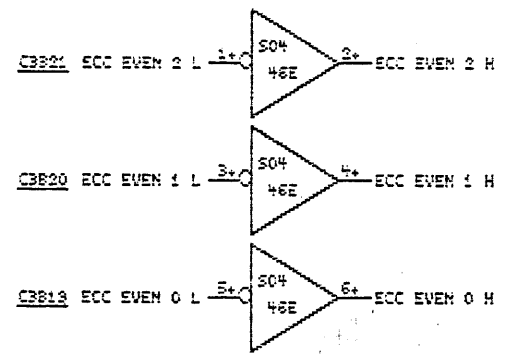 C3B21 ECC EVEN 2 L 1+ S04 46E 2+ ECC EVEN 2 H
C3B20 ECC EVEN 1 L 3+ S04 46E 4+ ECC EVEN 1 H
C3B19 ECC EVEN 0 L 5+ S04 46E 6+ ECC EVEN 0 H